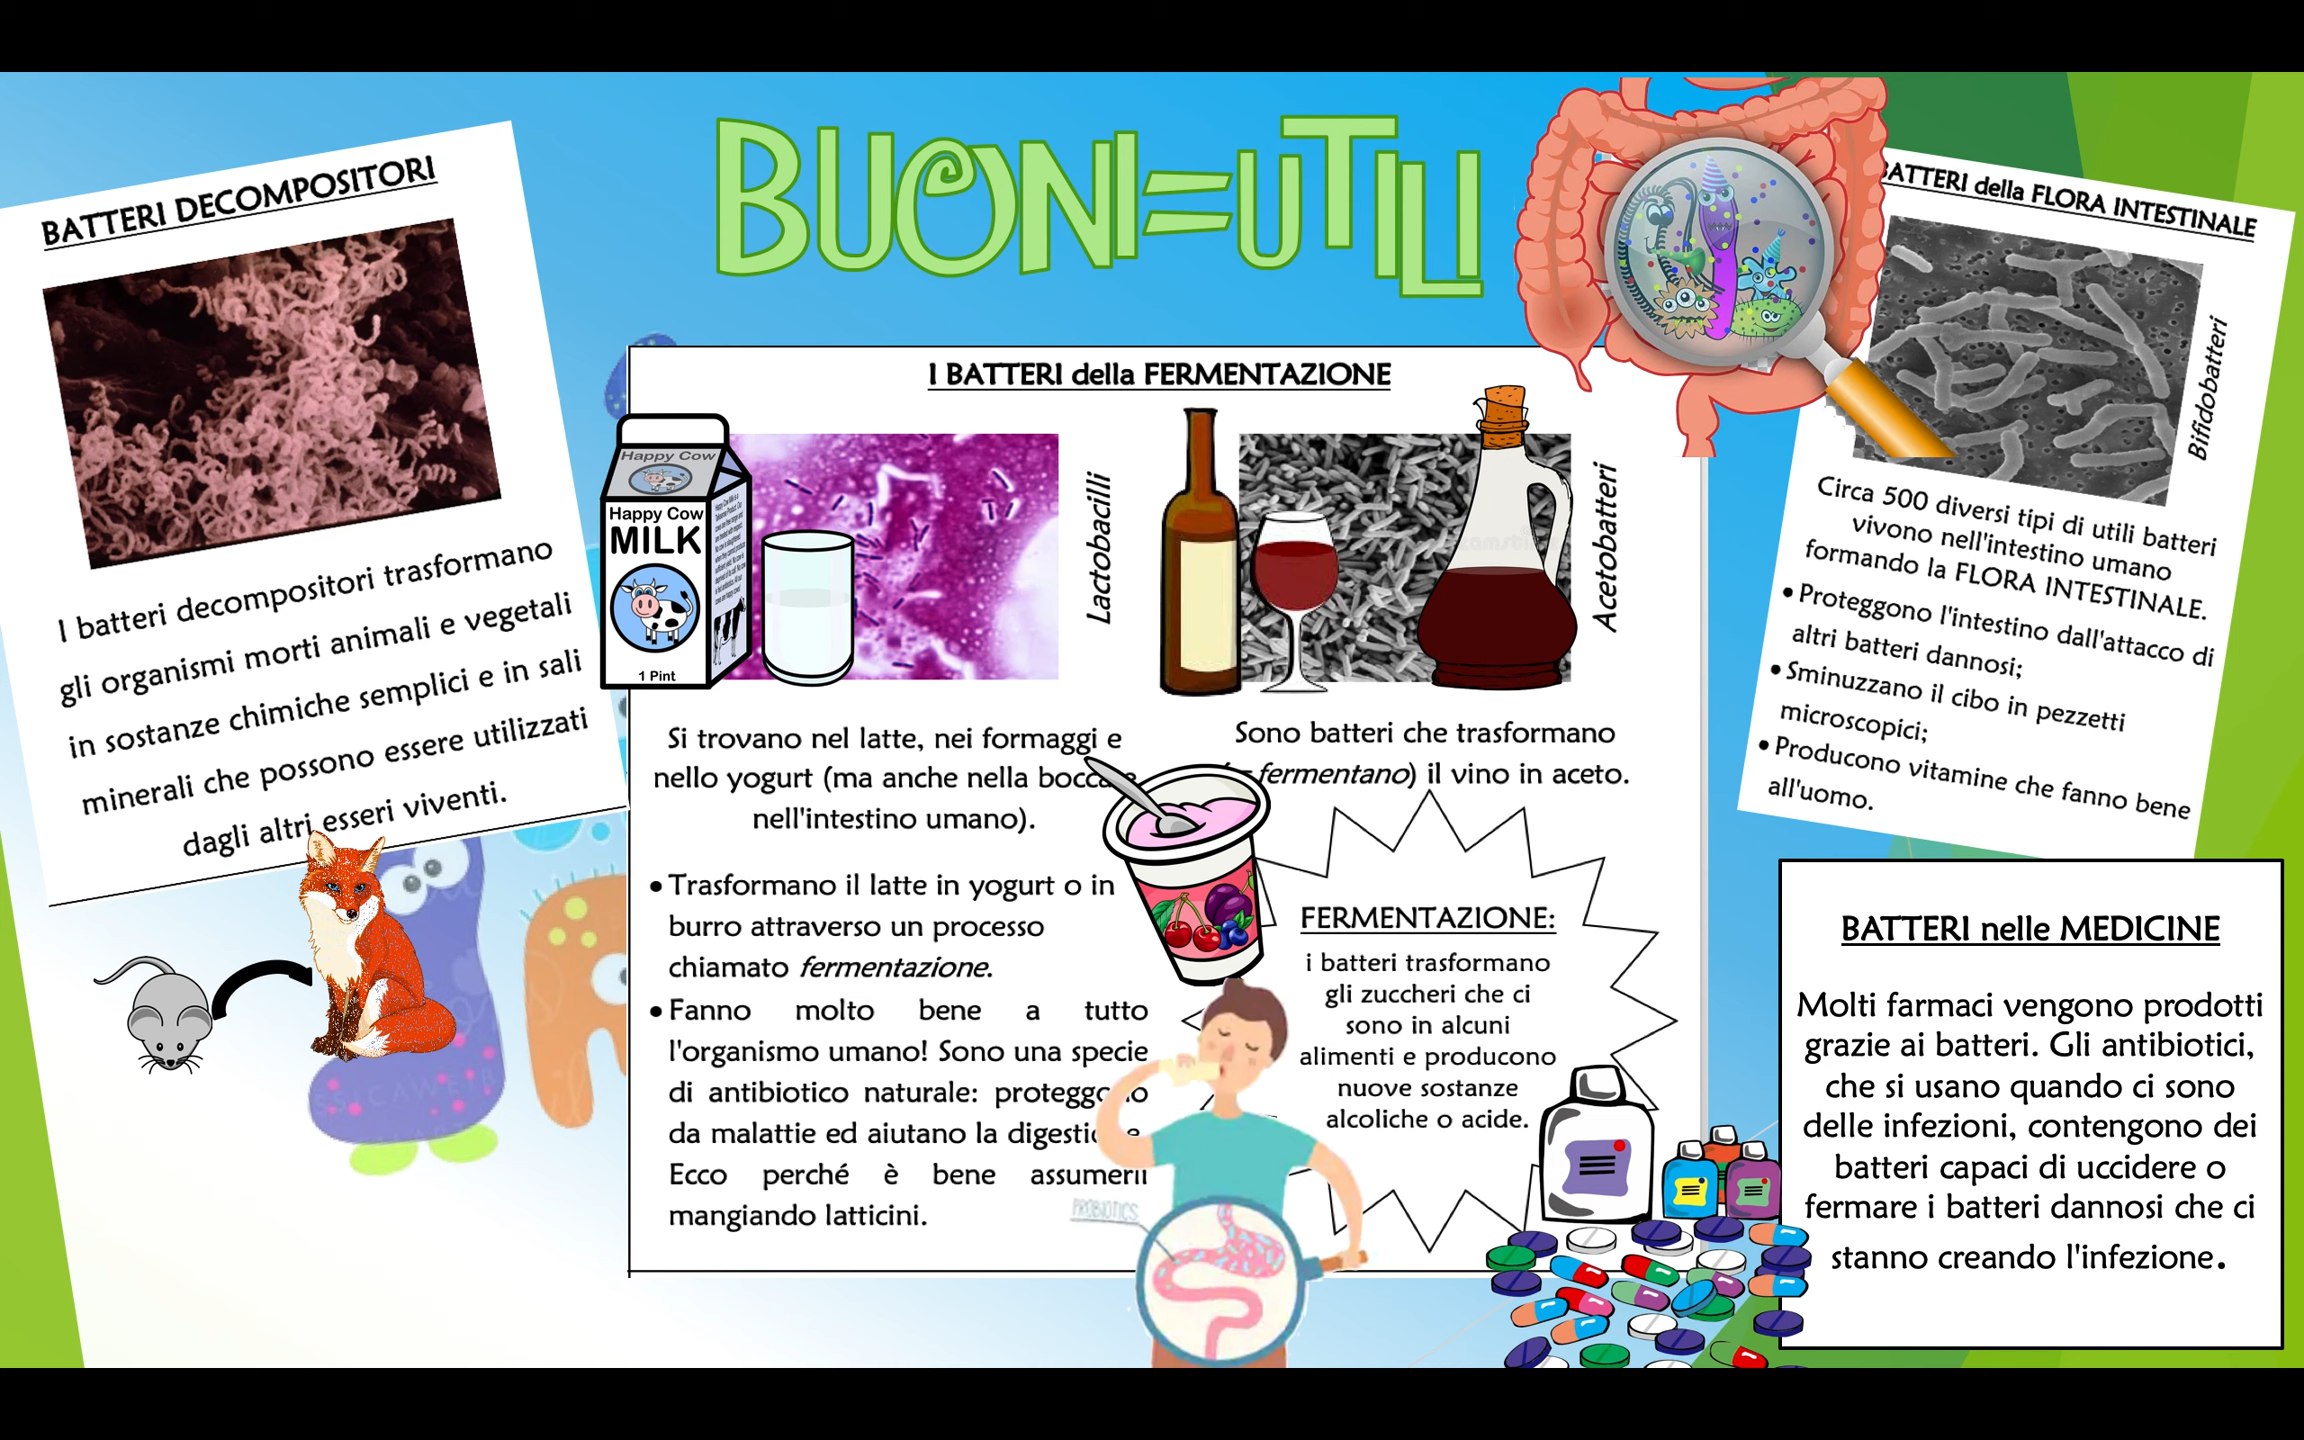 BUONI=UTILI
BATTERI DECOMPOSITORI
I batteri decompositori trasformano
gli organismi morti animali e vegetali
in sostanze chimiche semplici e in sali
minerali che possono essere utilizzati
dagli altri esseri viventi.
I BATTERI della FERMENTAZIONE
Happy Cow
Happy Cow
MILK
1 Pint
Lactobacilli
Si trovano nel latte, nei formaggi e
nello yogurt (ma anche nella bocca e
nell'intestino umano).
• Trasformano il latte in yogurt o in
burro attraverso un processo
chiamato fermentazione.
• Fanno molto bene a tutto
l'organismo umano! Sono una specie
di antibiotico naturale: proteggono
da malattie ed aiutano la digestione.
Ecco perché è bene assumerli
mangiando latticini.
Acetobatteri
Sono batteri che trasformano
fermentano) il vino in aceto.
FERMENTAZIONE:
i batteri trasformano
gli zuccheri che ci
sono in alcuni
alimenti e producono
nuove sostanze
alcoliche o acide.
PROBIOTICS
BATTERI della FLORA INTESTINALE
Bifidobatteri
Circa 500 diversi tipi di utili batteri
vivono nell'intestino umano
formando la FLORA INTESTINALE.
• Proteggono l'intestino dall'attacco di
altri batteri dannosi;
• Sminuzzano il cibo in pezzetti
microscopici;
• Producono vitamine che fanno bene
all'uomo.
BATTERI nelle MEDICINE
Molti farmaci vengono prodotti
grazie ai batteri. Gli antibiotici,
che si usano quando ci sono
delle infezioni, contengono dei
batteri capaci di uccidere o
fermare i batteri dannosi che ci
stanno creando l'infezione.